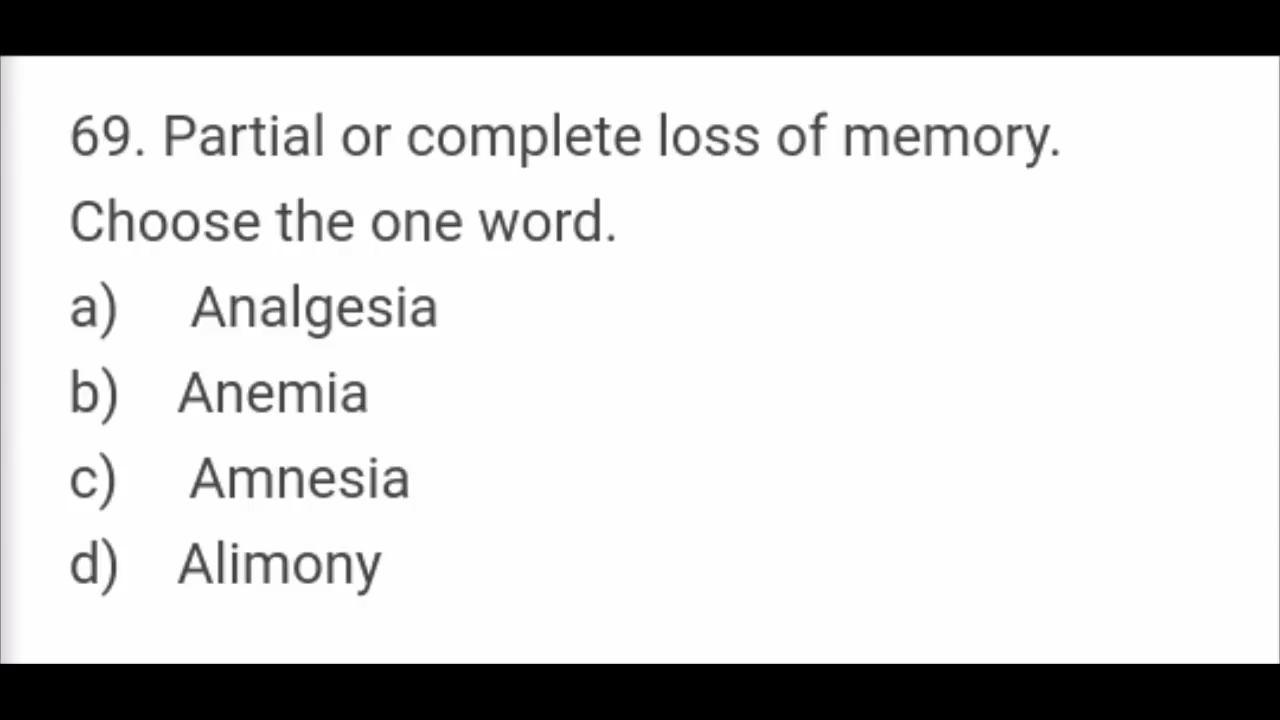 69. Partial or complete loss of memory.
Choose the one word.
a) Analgesia
b) Anemia
c) Amnesia
d) Alimony